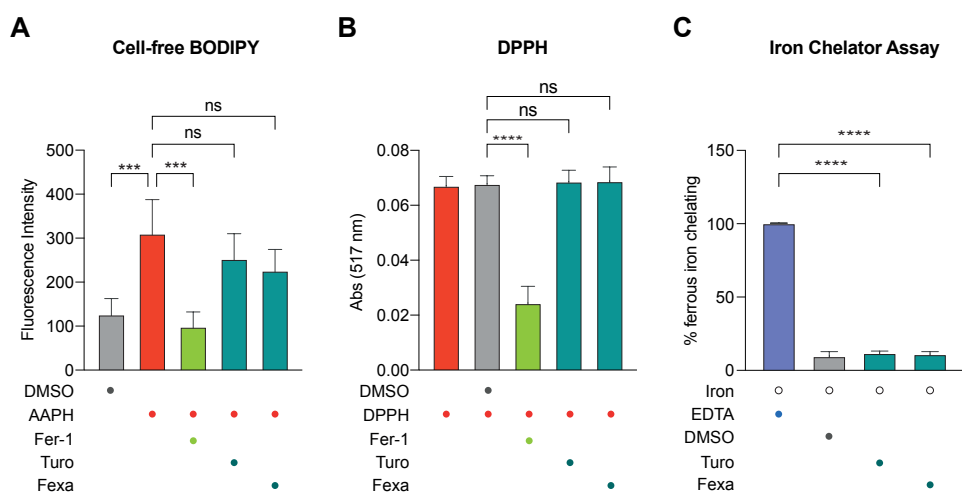 A
Cell-free BODIPY
ns
ns
*** ***
Fluorescence Intensity
500
400
300
200
100
0
DMSO
AAPH
Fer-1
Turo
Fexa
B
DPPH
ns
ns
****
Abs (517 nm)
0.08
0.06
0.04
0.02
0.00
DMSO
DPPH
Fer-1
Turo
Fexa
C
Iron Chelator Assay
****
****
% ferrous iron chelating
150
100
50
0
Iron
EDTA
DMSO
Turo
Fexa